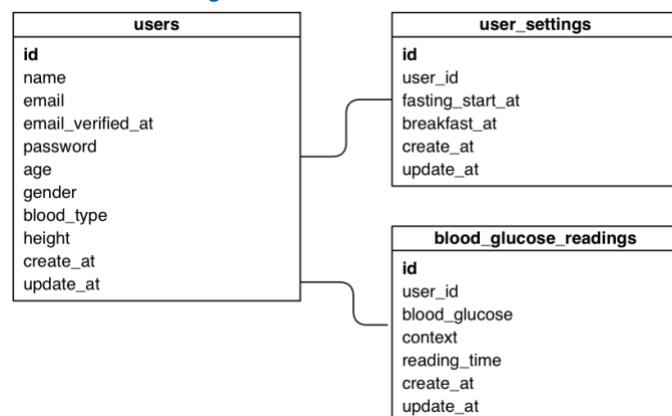 users
id
name
email
email_verified_at
password
age
gender
blood_type
height
create_at
update_at
user_settings
id
user_id
fasting_start_at
breakfast_at
create_at
update_at
blood_glucose_readings
id
user_id
blood_glucose
context
reading_time
create_at
update_at